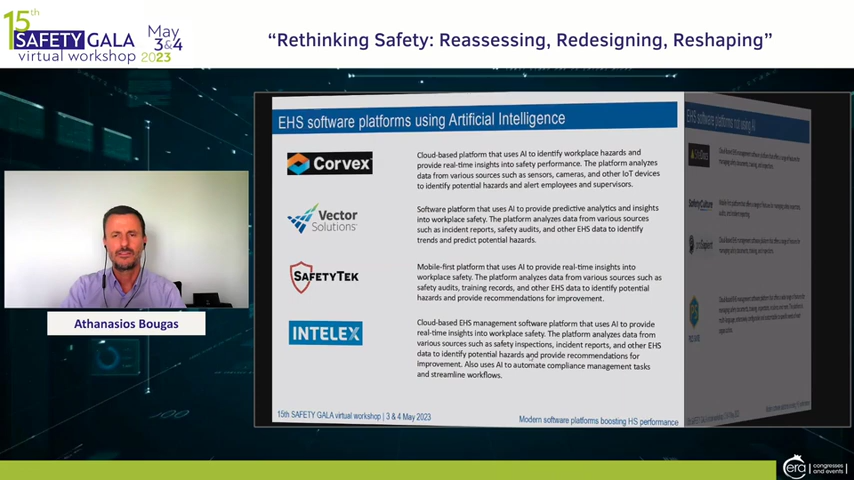 15th
SAFETY GALA
virtual workshop
May
3&4
2023
“Rethinking Safety: Reassessing, Redesigning, Reshaping”
EHS software platforms using Artificial Intelligence
Corvex
Cloud-based platform that uses AI to identify workplace hazards and
provide real-time insights into safety performance. The platform analyzes
data from various sources such as sensors, cameras, and other IoT devices
to identify potential hazards and alert employees and supervisors.
Vector
Solutions
Software platform that uses AI to provide predictive analytics and insights
into workplace safety. The platform analyzes data from various sources
such as incident reports, safety audits, and other EHS data to identify
trends and predict potential hazards.
SAFETYTEK
Mobile-first platform that uses AI to provide real-time insights into
workplace safety. The platform analyzes data from various sources such as
safety audits, training records, and other EHS data to identify potential
hazards and provide recommendations for improvement.
INTELEX
Cloud-based EHS management software platform that uses AI to provide
real-time insights into workplace safety. The platform analyzes data from
various sources such as safety inspections, incident reports, and other EHS
data to identify potential hazards and provide recommendations for
improvement. Also uses AI to automate compliance management tasks
and streamline workflows.
15th SAFETY GALA virtual workshop | 3 & 4 May 2023
Modern software platforms boosting HS performance
EHS software platforms not using AI
SafetyCulture
Athanasios Bougas
era
congresses
and events